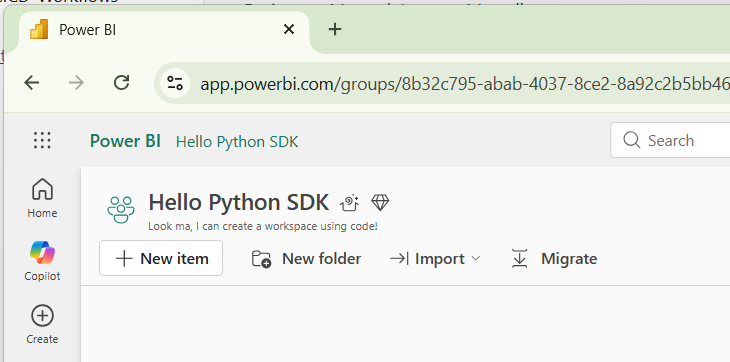 Power BI
app.powerbi.com/groups/8b32c795-abab-4037-8ce2-8a92c2b5bb46
Power BI Hello Python SDK
Search
Home
Copilot
Create
Hello Python SDK
Look ma, I can create a workspace using code!
New item
New folder
Import
Migrate